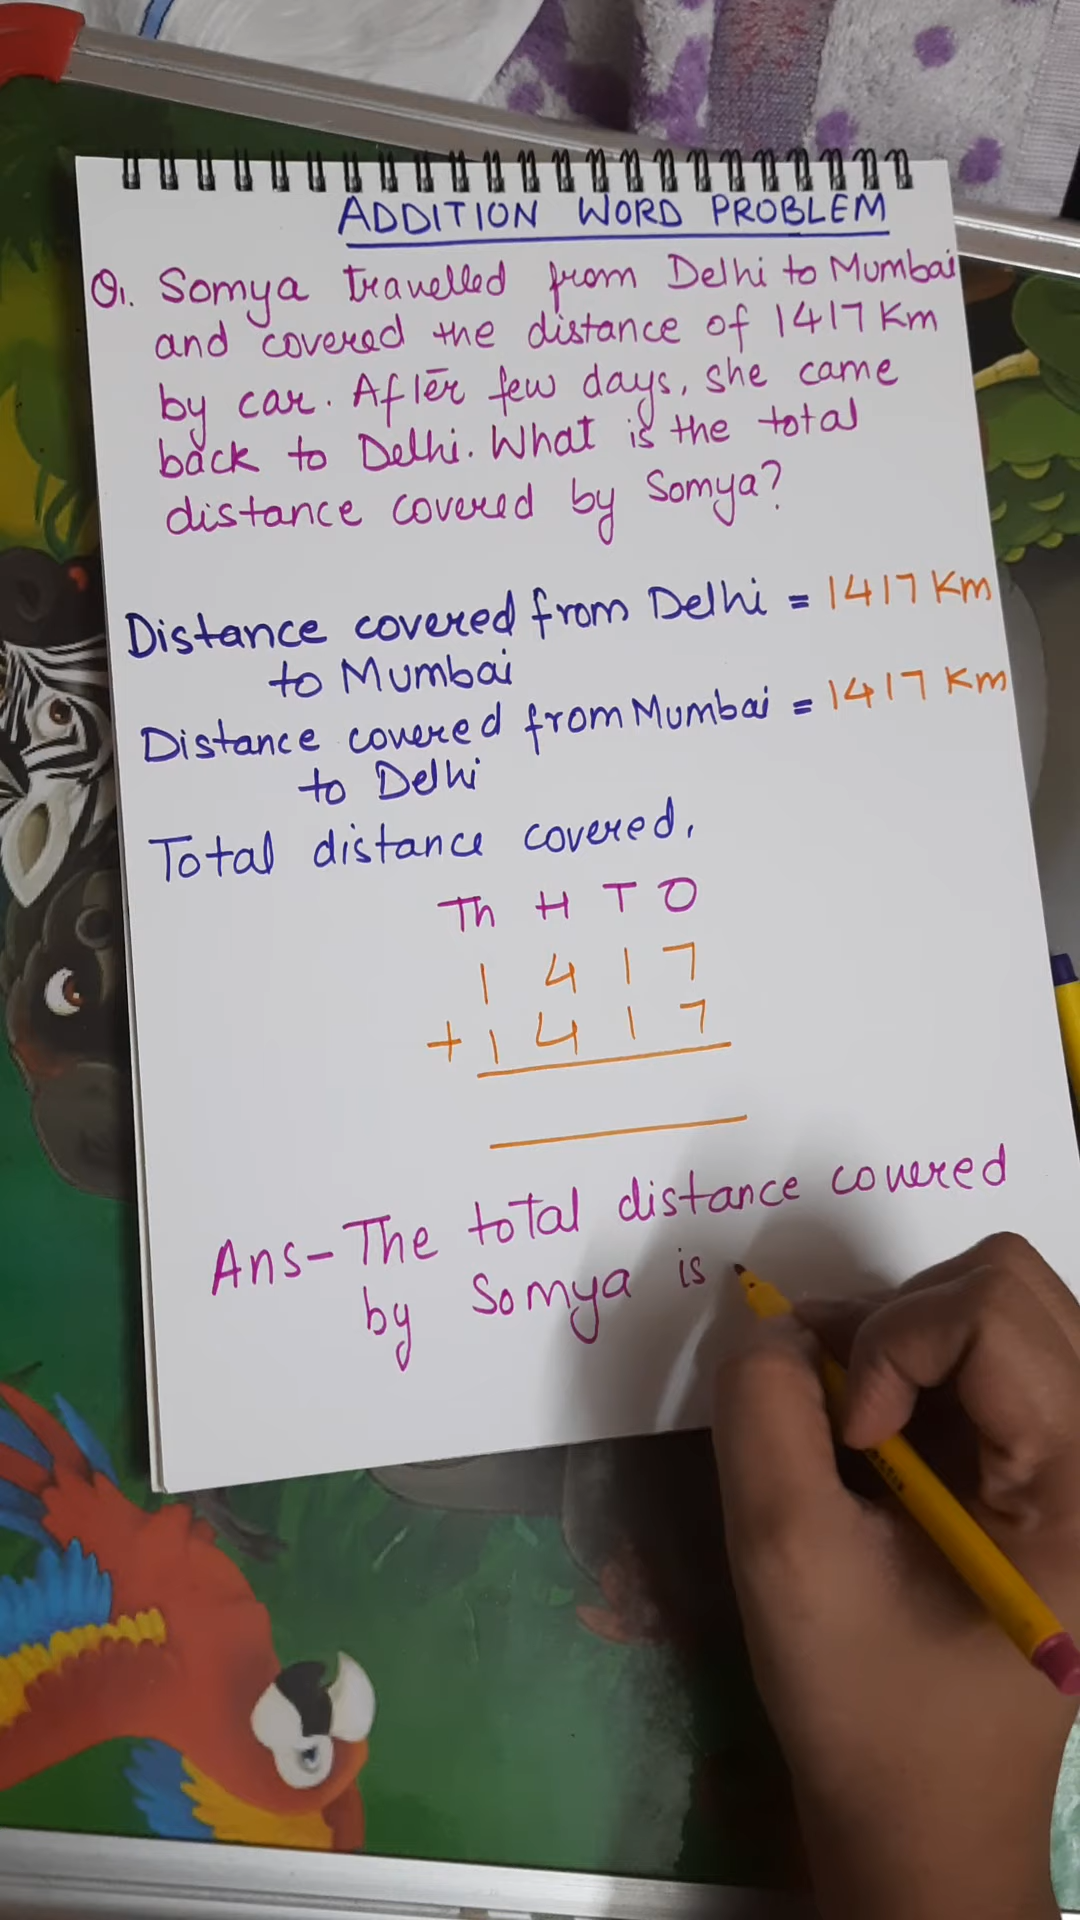 ADDITION WORD PROBLEM
Q1. Somya travelled from Delhi to Mumbai
and covered the distance of 1417 Km
by car. After few days, she came
back to Delhi. What is the total
distance covered by Somya?
Distance covered from Delhi = 1417 Km
to Mumbai
Distance covered from Mumbai = 1417 Km
to Delhi
Total distance covered,
Th H T O
1 4 1 7
+ 1 4 1 7
Ans - The total distance covered
by Somya is